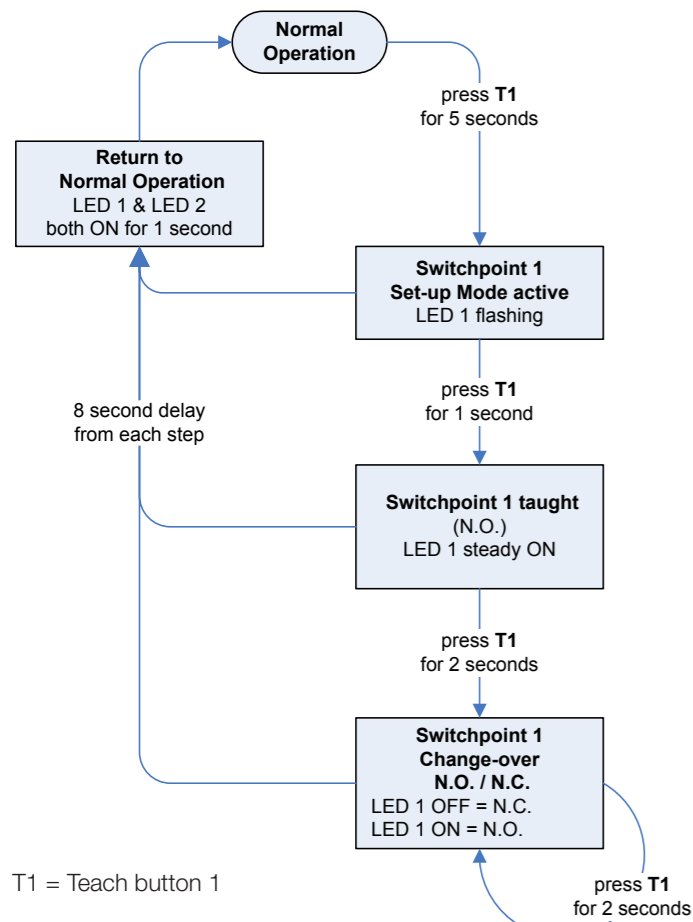 Normal
Operation
press T1
for 5 seconds
Return to
Normal Operation
LED 1 & LED 2
both ON for 1 second
Switchpoint 1
Set-up Mode active
LED 1 flashing
8 second delay
from each step
press T1
for 1 second
Switchpoint 1 taught
(N.O.)
LED 1 steady ON
press T1
for 2 seconds
Switchpoint 1
Change-over
N.O. / N.C.
LED 1 OFF = N.C.
LED 1 ON = N.O.
T1 = Teach button 1
press T1
for 2 seconds